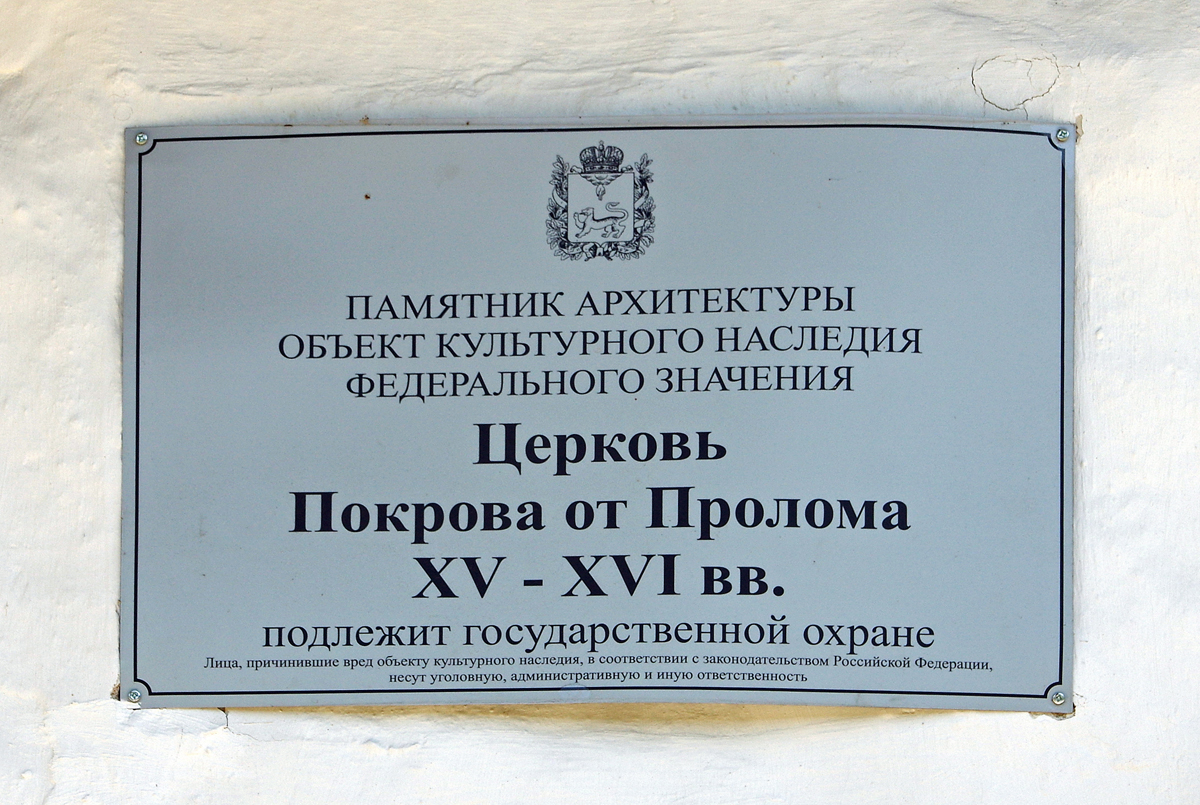 ПАМЯТНИК АРХИТЕКТУРЫ
ОБЪЕКТ КУЛЬТУРНОГО НАСЛЕДИЯ
ФЕДЕРАЛЬНОГО ЗНАЧЕНИЯ
Церковь
Покрова от Пролома
XV - XVI вв.
подлежит государственной охране
Лица, причинившие вред объекту культурного наследия, в соответствии с законодательством Российской Федерации,
несут уголовную, административную и иную ответственность